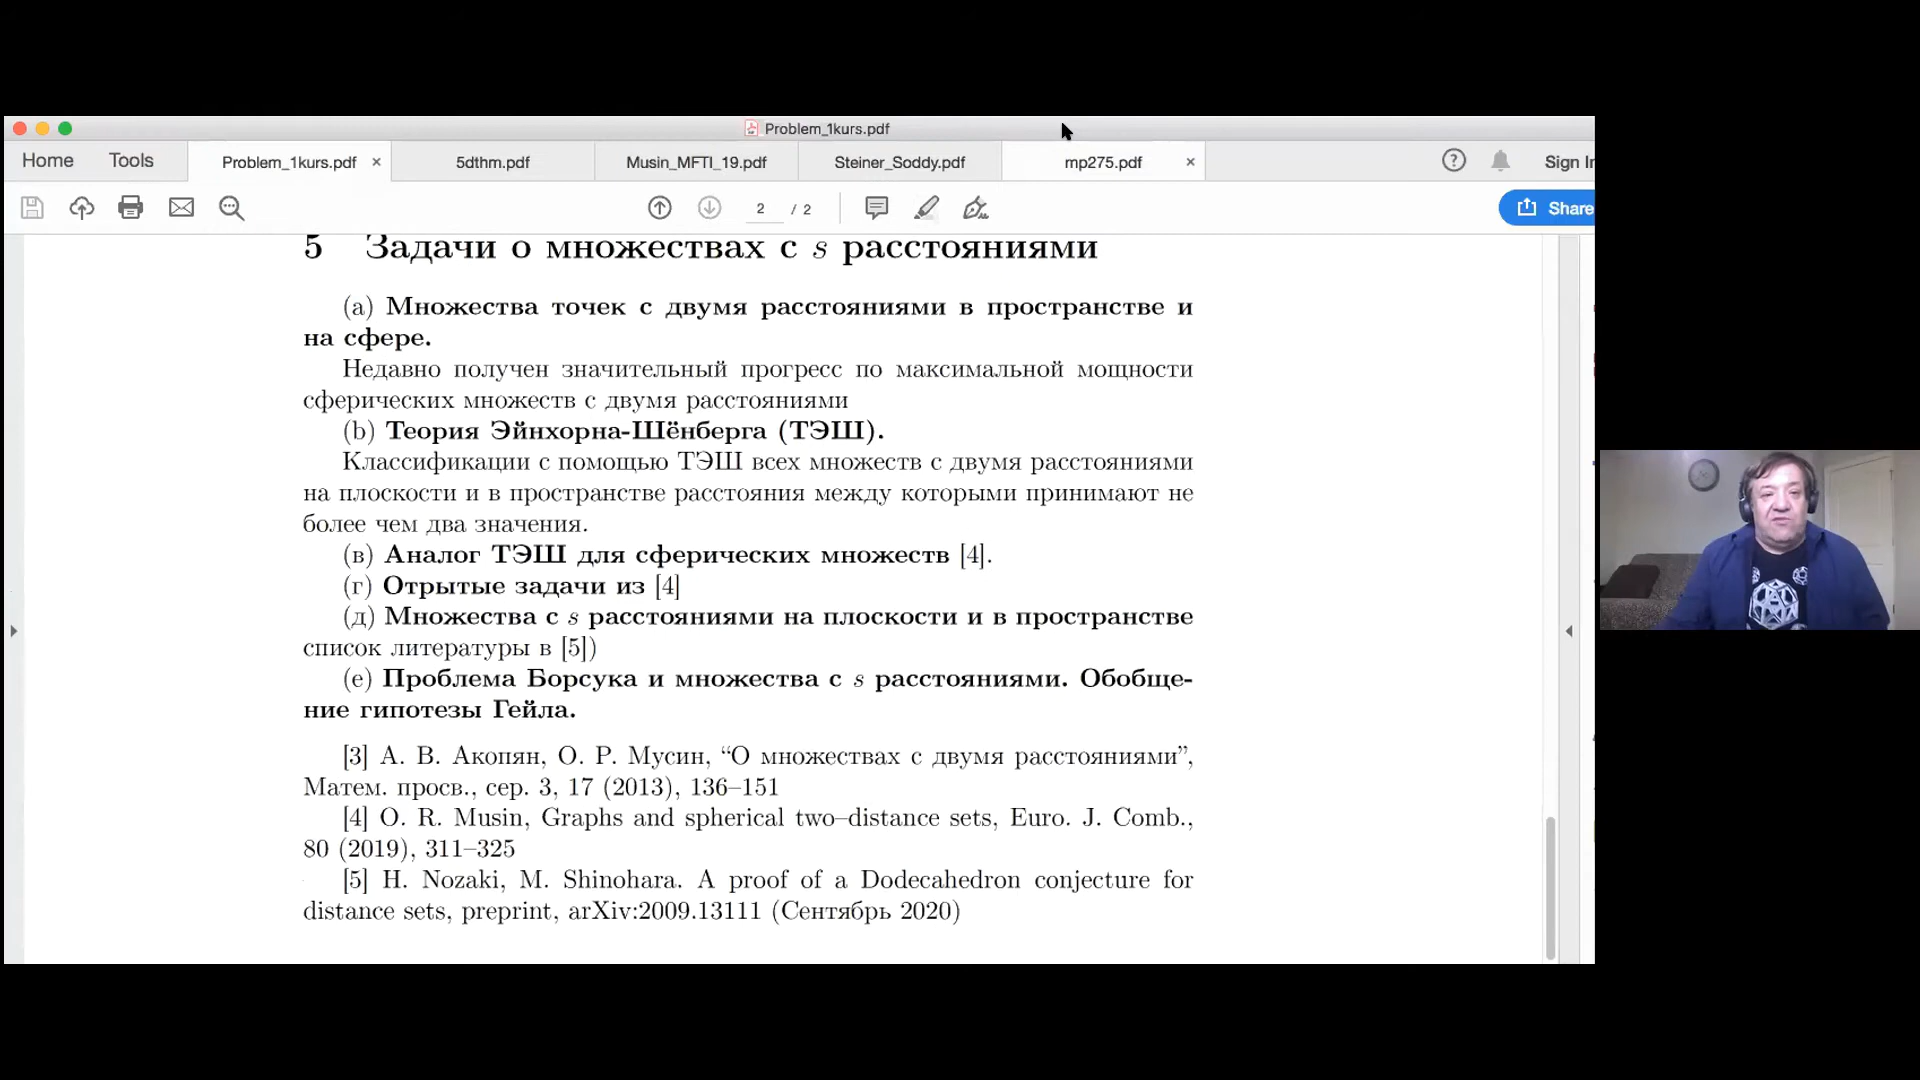 Problem_1kurs.pdf
Home Tools Problem_1kurs.pdf × 5dthm.pdf Musin_MFTI_19.pdf Steiner_Soddy.pdf mp275.pdf × Sign In
2 / 2 Share
5 Задачи о множествах с s расстояниями
(a) Множества точек с двумя расстояниями в пространстве и
на сфере.
Недавно получен значительный прогресс по максимальной мощности
сферических множеств с двумя расстояниями
(b) Теория Эйнхорна-Шёнберга (ТЭШ).
Классификации с помощью ТЭШ всех множеств с двумя расстояниями
на плоскости и в пространстве расстояния между которыми принимают не
более чем два значения.
(в) Аналог ТЭШ для сферических множеств [4].
(г) Отрытые задачи из [4]
(д) Множества с s расстояниями на плоскости и в пространстве
список литературы в [5])
(е) Проблема Борсука и множества с s расстояниями. Обобще-
ние гипотезы Гейла.
[3] А. В. Акопян, О. Р. Мусин, “О множествах с двумя расстояниями”,
Матем. просв., сер. 3, 17 (2013), 136–151
[4] O. R. Musin, Graphs and spherical two–distance sets, Euro. J. Comb.,
80 (2019), 311–325
[5] H. Nozaki, M. Shinohara. A proof of a Dodecahedron conjecture for
distance sets, preprint, arXiv:2009.13111 (Сентябрь 2020)